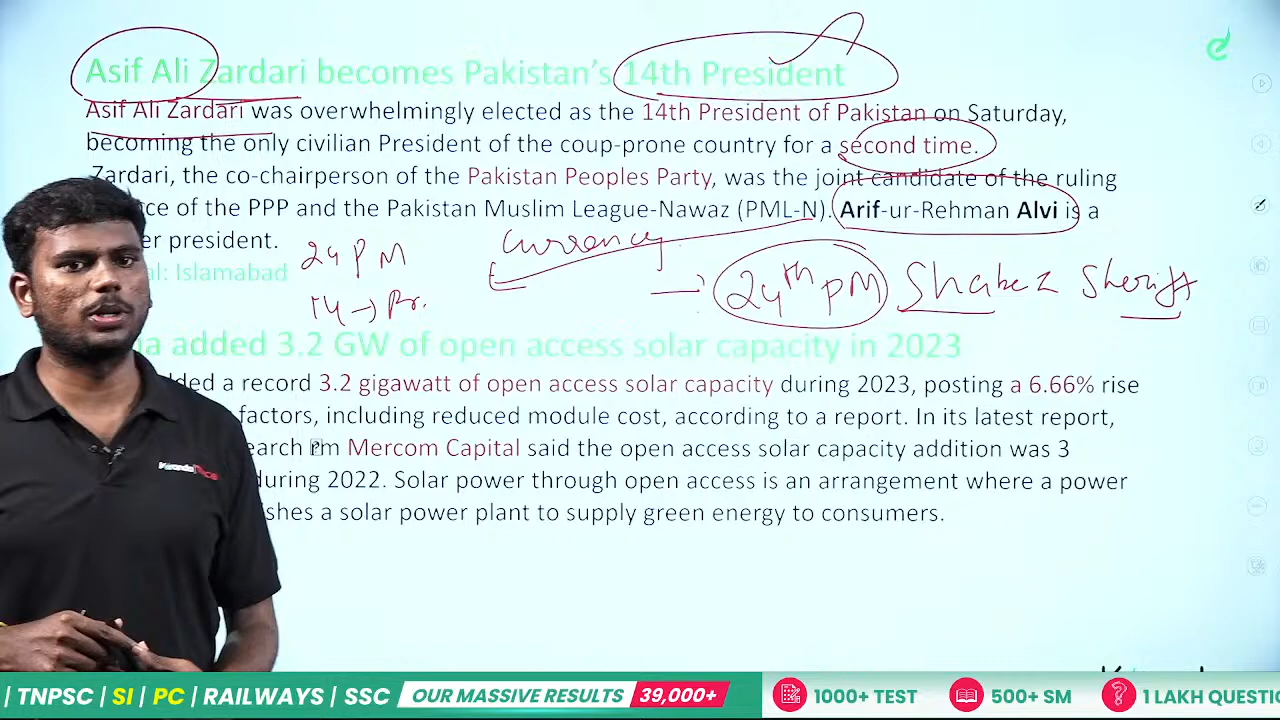 Asif Ali Zardari becomes Pakistan's 14th President
Asif Ali Zardari was overwhelmingly elected as the 14th President of Pakistan on Saturday,
becoming the only civilian President of the coup-prone country for a second time.
Zardari, the co-chairperson of the Pakistan Peoples Party, was the joint candidate of the ruling
ce of the PPP and the Pakistan Muslim League-Nawaz (PML-N). Arif-ur-Rehman Alvi is a
er president.
currency
24 PM
al: Islamabad
24th PM Shabez Sheriff
14 → Pr.
a added 3.2 GW of open access solar capacity in 2023
ded a record 3.2 gigawatt of open access solar capacity during 2023, posting a 6.66% rise
factors, including reduced module cost, according to a report. In its latest report,
earch Mercom Capital said the open access solar capacity addition was 3
during 2022. Solar power through open access is an arrangement where a power
shes a solar power plant to supply green energy to consumers.
| TNPSC | SI | PC | RAILWAYS | SSC OUR MASSIVE RESULTS 39,000+ 1000+ TEST 500+ SM 1 LAKH QUESTIO